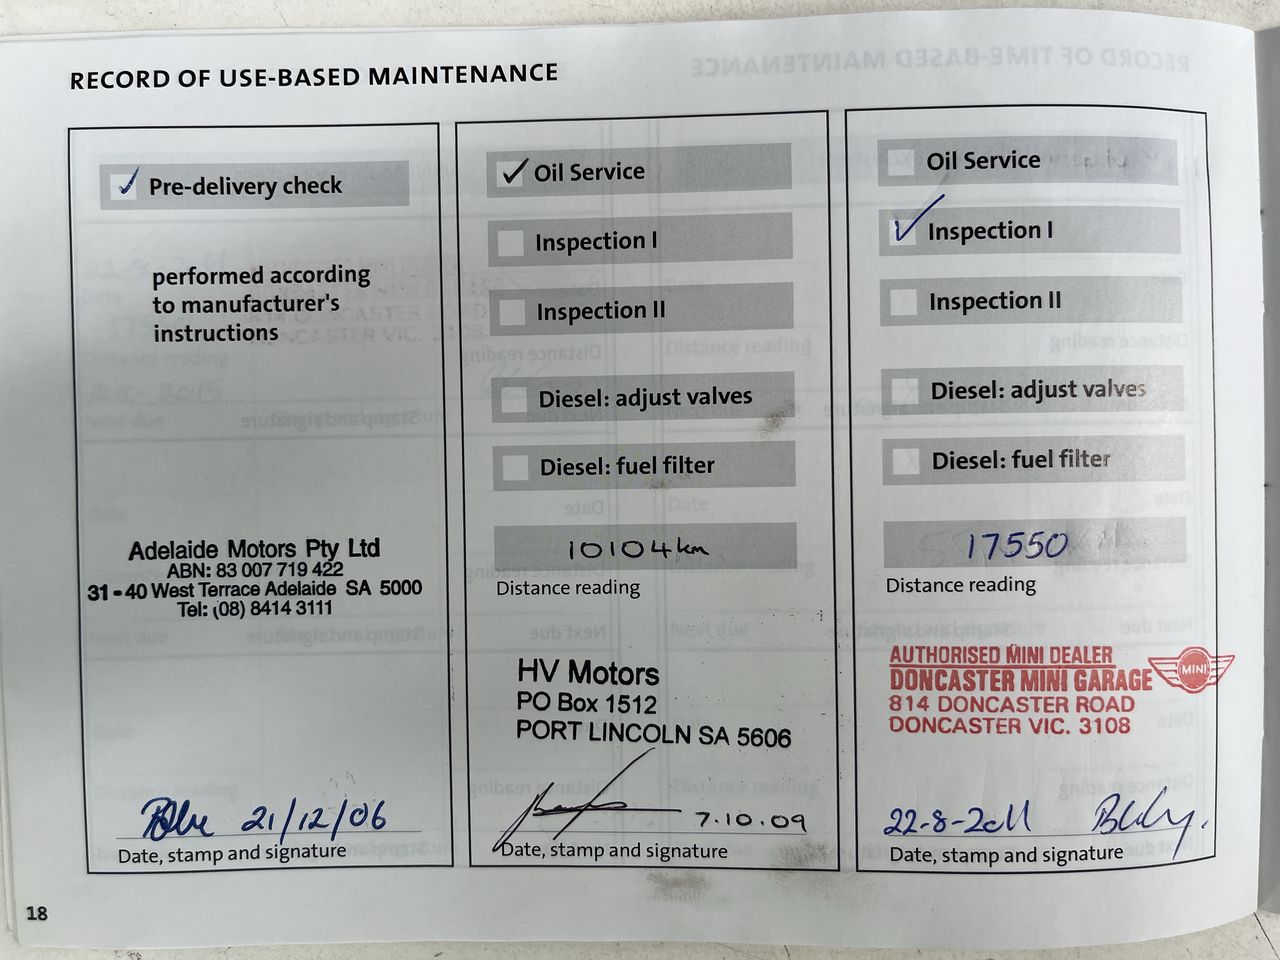 RECORD OF USE-BASED MAINTENANCE
Pre-delivery check
performed according
to manufacturer's
instructions
Adelaide Motors Pty Ltd
ABN: 83 007 719 422
31-40 West Terrace Adelaide SA 5000
Tel: (08) 8414 3111
21/12/06
Date, stamp and signature
Oil Service
Inspection I
Inspection II
Diesel: adjust valves
Diesel: fuel filter
10104km
Distance reading
HV Motors
PO Box 1512
PORT LINCOLN SA 5606
7.10.09
Date, stamp and signature
Oil Service
Inspection I
Inspection II
Diesel: adjust valves
Diesel: fuel filter
17550
Distance reading
AUTHORISED MINI DEALER
DONCASTER MINI GARAGE
MINI
814 DONCASTER ROAD
DONCASTER VIC. 3108
22-8-2011
Date, stamp and signature
18